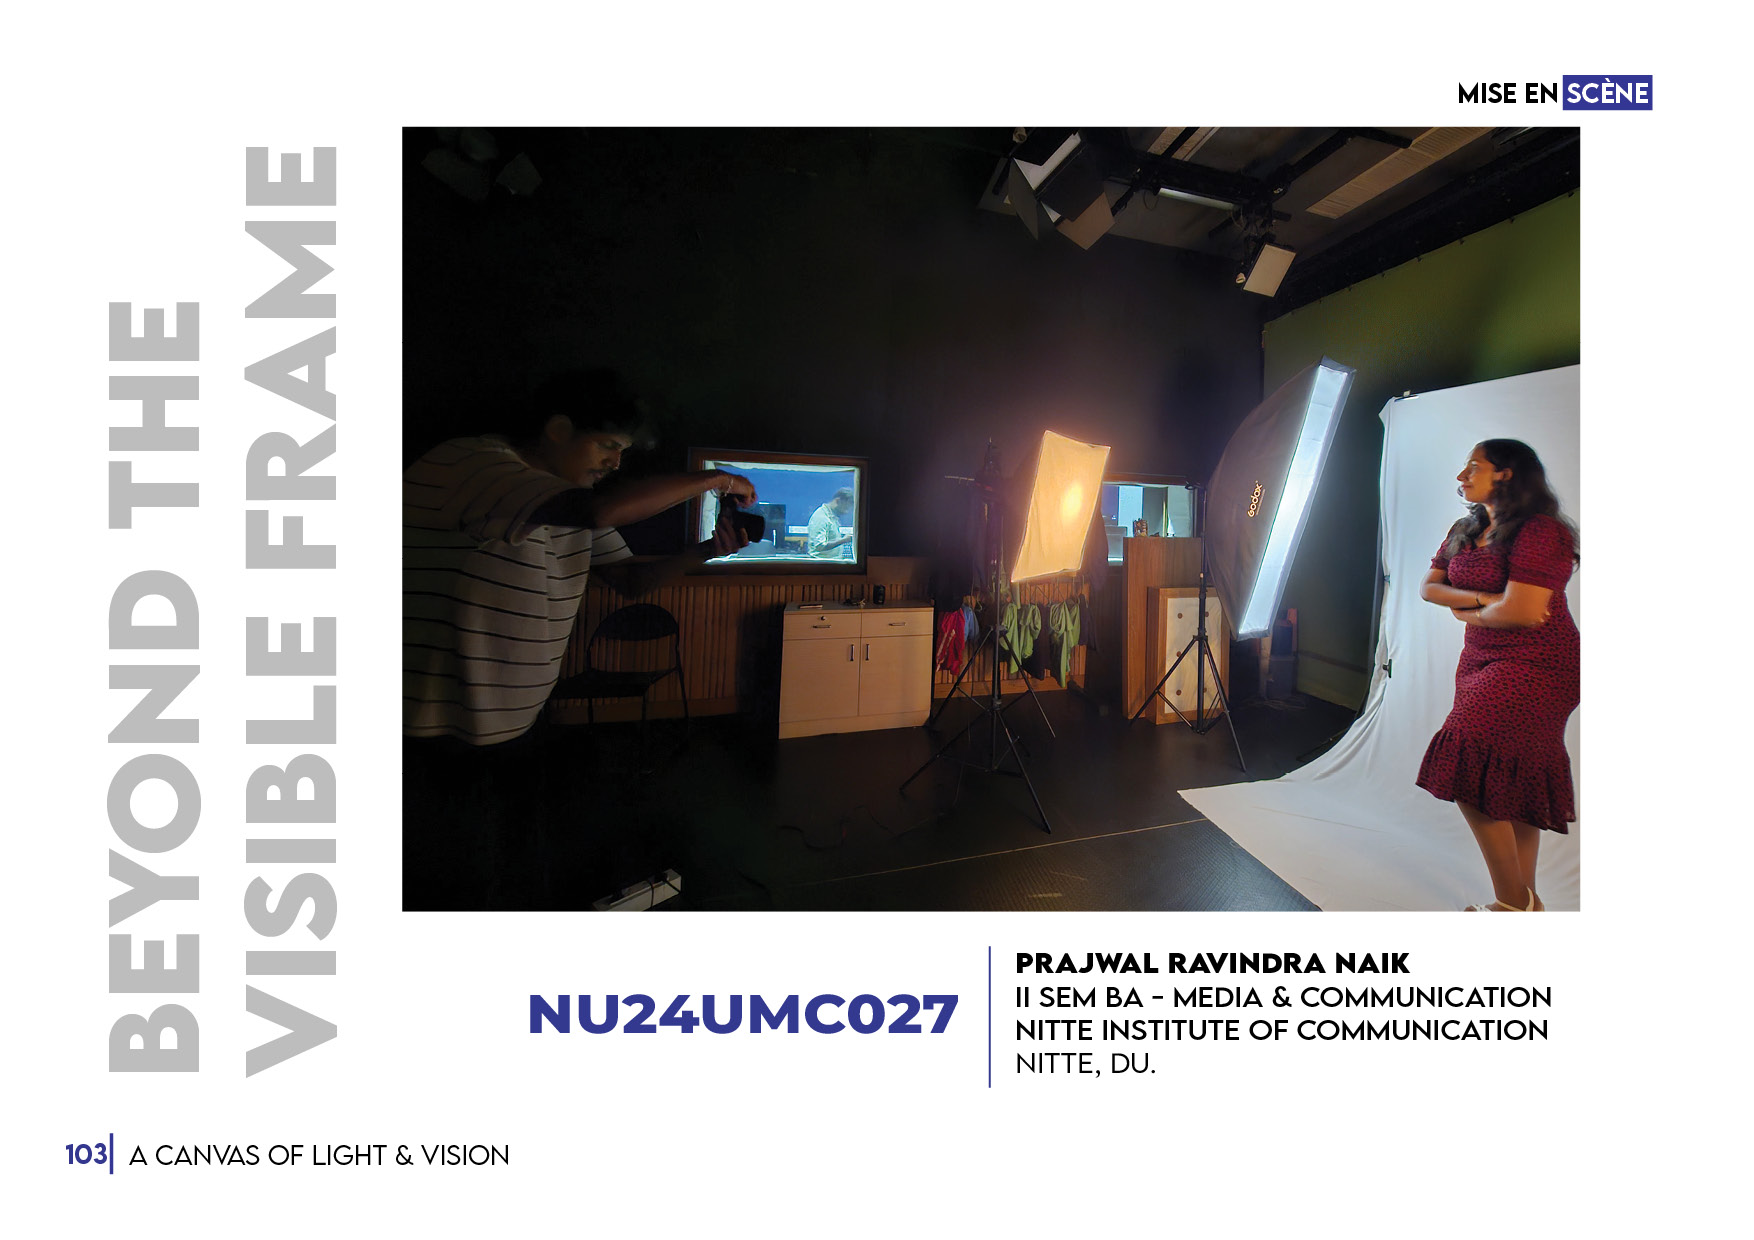 MISE EN SCÈNE
BEYOND THE
VISIBLE FRAME
Godox
NU24UMC027
PRAJWAL RAVINDRA NAIK
II SEM BA - MEDIA & COMMUNICATION
NITTE INSTITUTE OF COMMUNICATION
NITTE, DU.
103 A CANVAS OF LIGHT & VISION